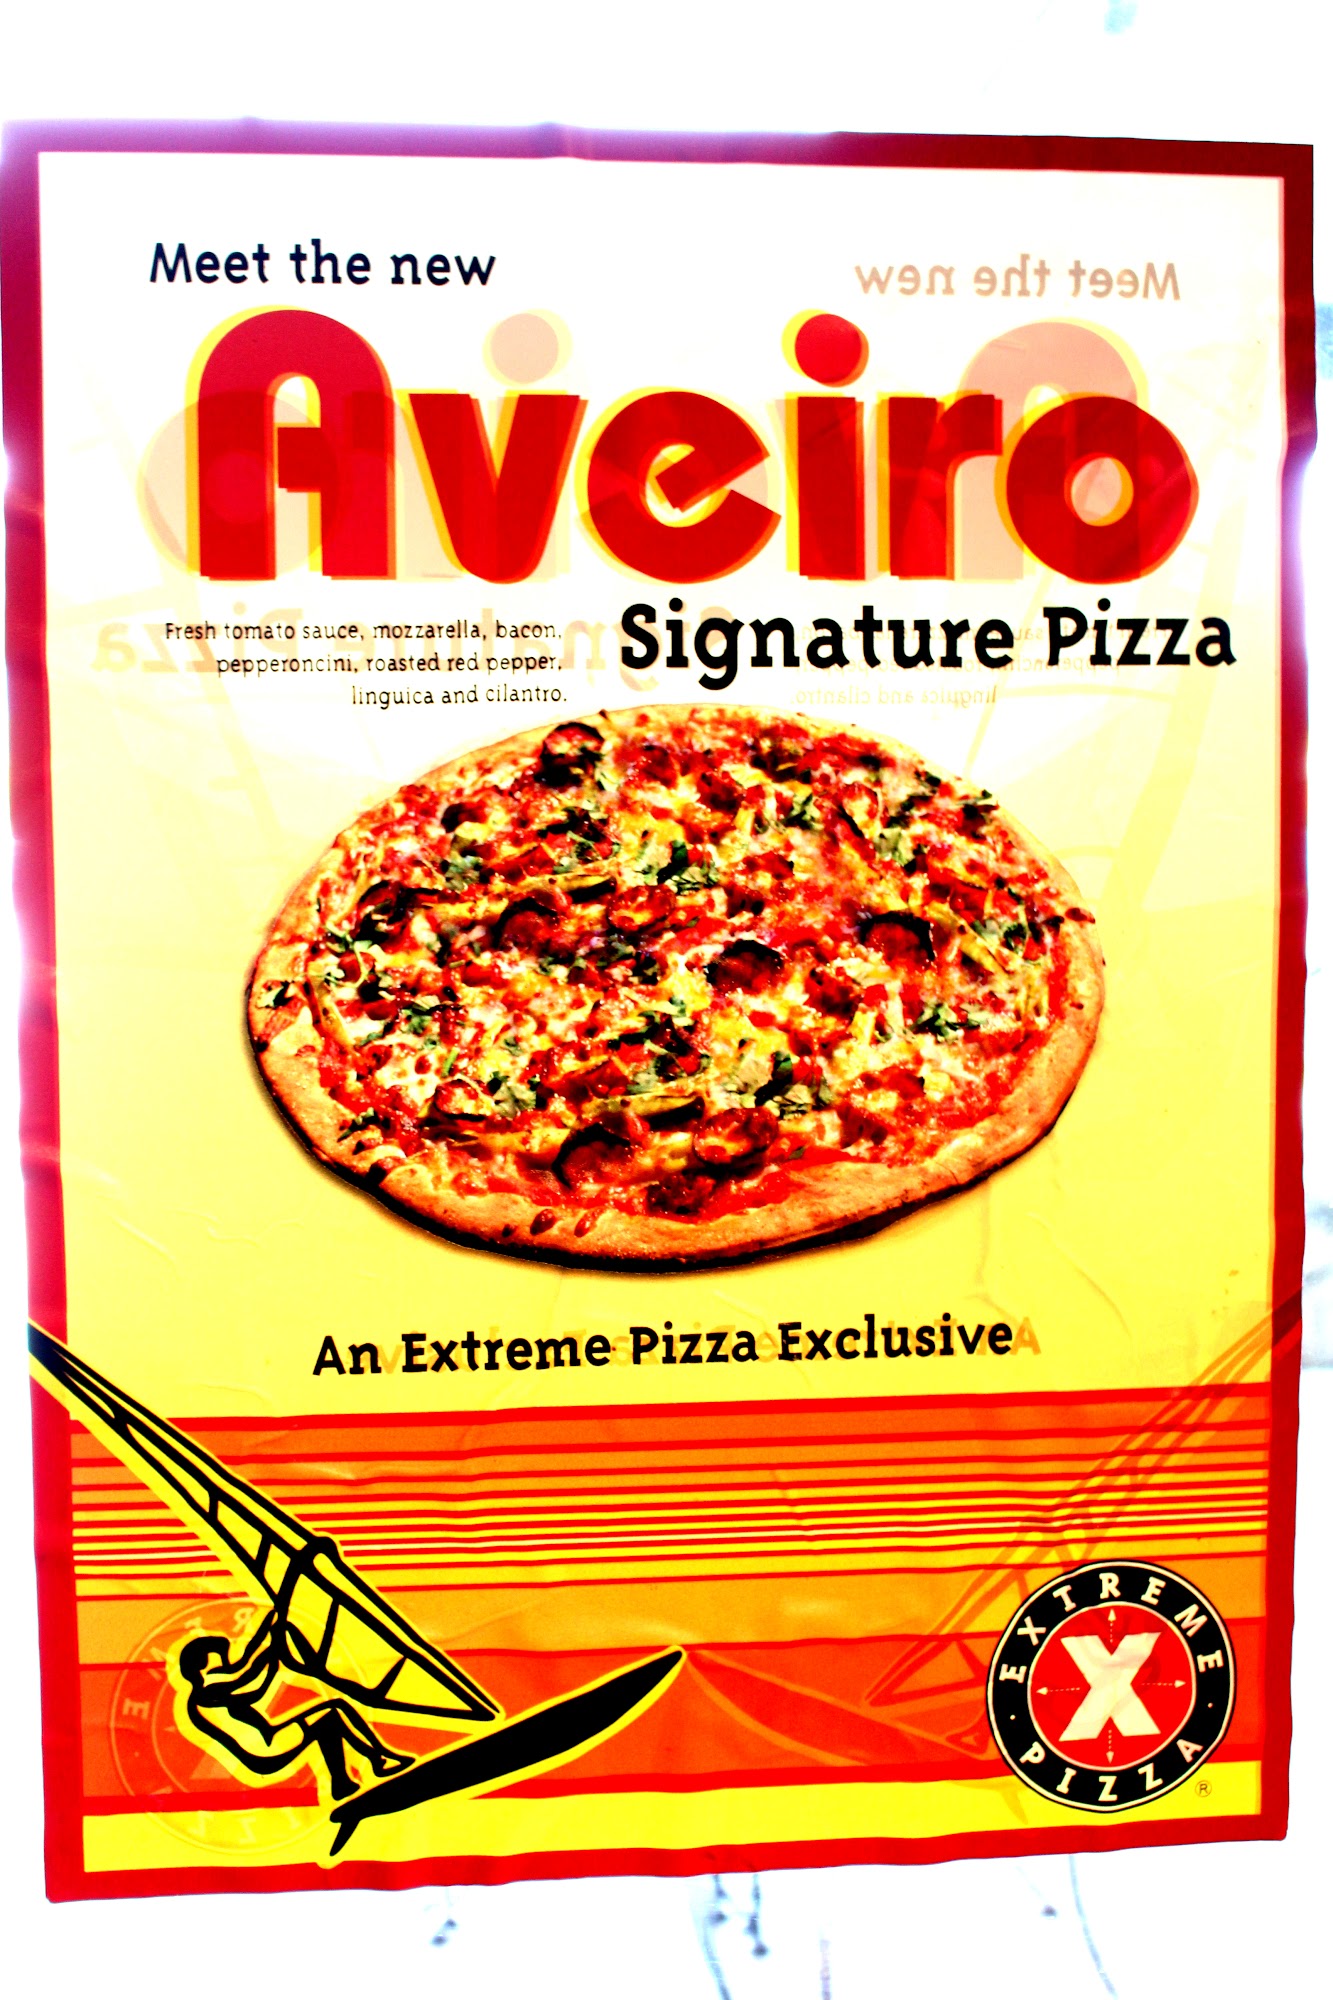 Meet the new
Aveiro
Signature Pizza
Fresh tomato sauce, mozzarella, bacon,
pepperoncini, roasted red pepper,
linguica and cilantro.
An Extreme Pizza Exclusive
EXTREME
X
· PIZZA ·
®